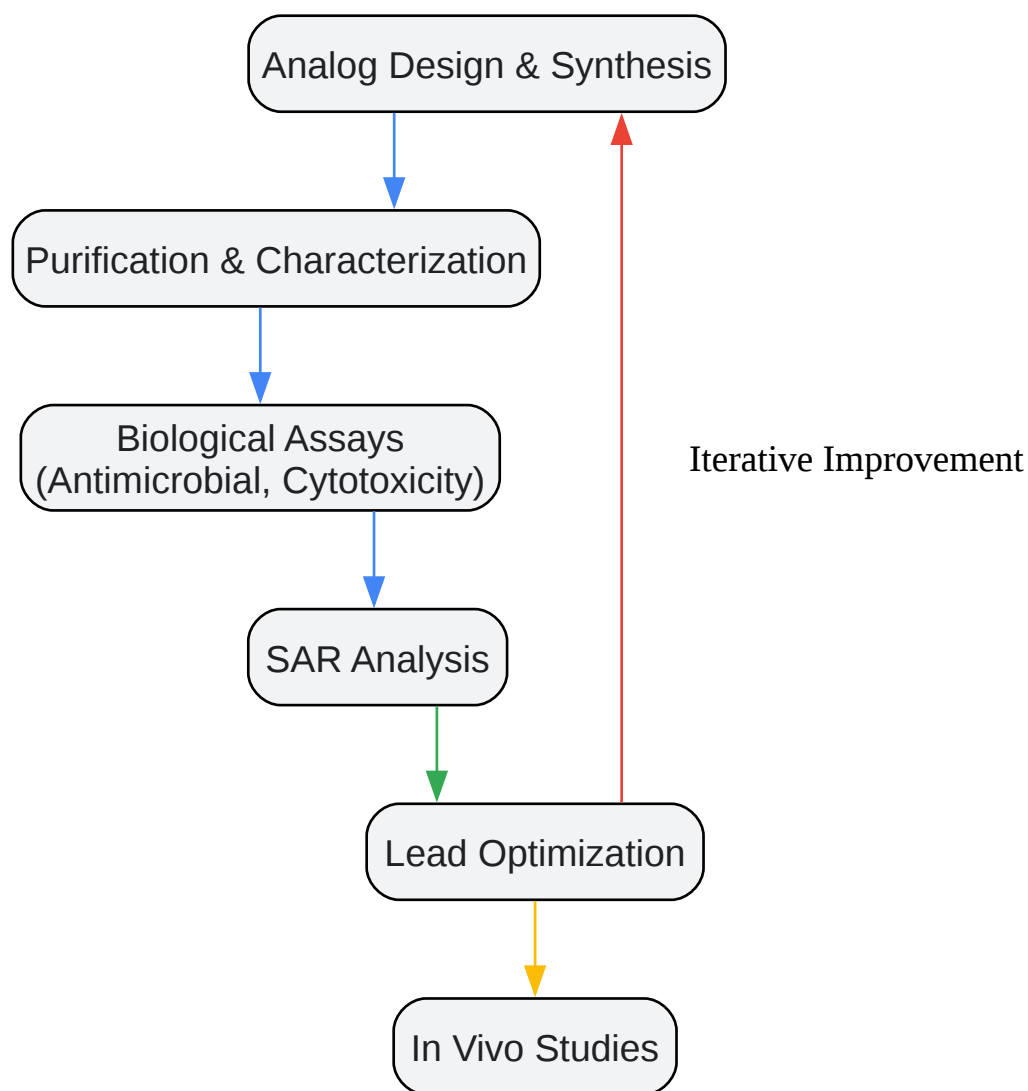 Analog Design & Synthesis
Purification & Characterization
Biological Assays
(Antimicrobial, Cytotoxicity)
Iterative Improvement
SAR Analysis
Lead Optimization
In Vivo Studies